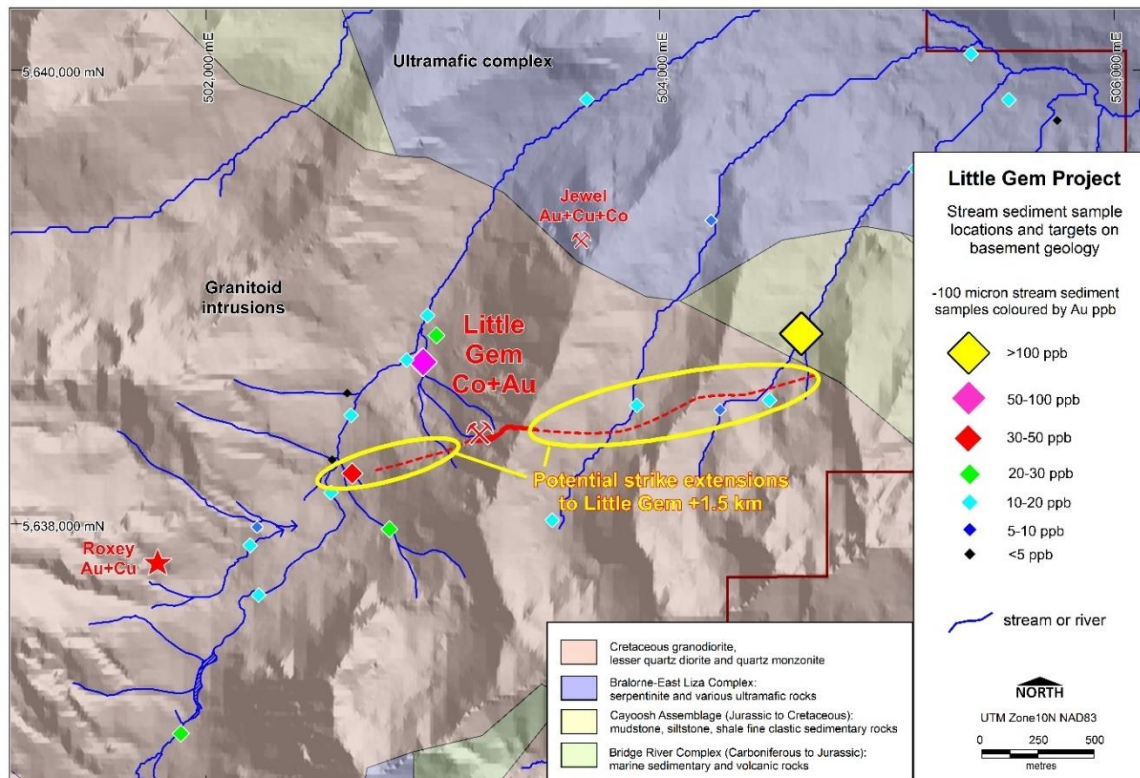 Ultramafic complex
5,640,000 mN
502,000 mE
504,000 mE
506,000 mE
Jewel
Au+Cu+Co
Granitoid
intrusions
Little
Gem
Co+Au
Potential strike extensions
to Little Gem +1.5 km
5,638,000 mN
Roxey
Au+Cu
Little Gem Project
Stream sediment sample
locations and targets on
basement geology
-100 micron stream sediment
samples coloured by Au ppb
>100 ppb
50-100 ppb
30-50 ppb
20-30 ppb
10-20 ppb
5-10 ppb
<5 ppb
stream or river
NORTH
UTM Zone10N NAD83
0 250 500
metres
Cretaceous granodiorite,
lesser quartz diorite and quartz monzonite
Bralorne-East Liza Complex:
serpentinite and various ultramafic rocks
Cayoosh Assemblage (Jurassic to Cretaceous):
mudstone, siltstone, shale fine clastic sedimentary rocks
Bridge River Complex (Carboniferous to Jurassic):
marine sedimentary and volcanic rocks